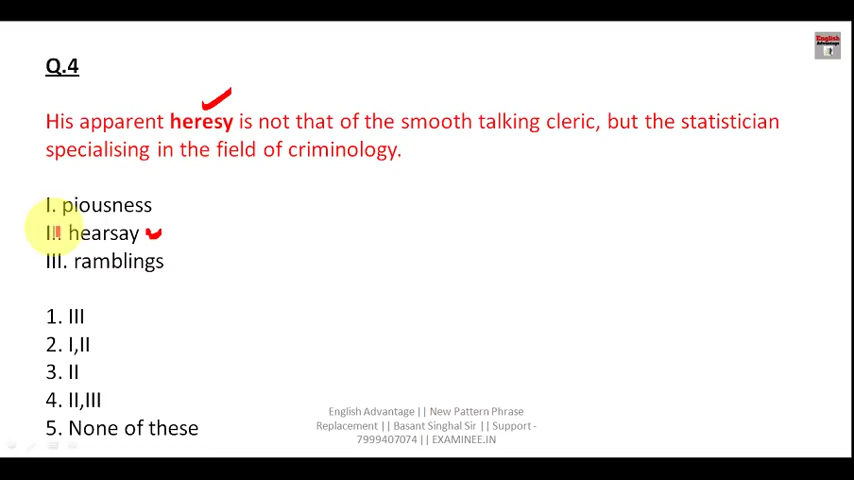 English
Advantage
Q.4
His apparent heresy is not that of the smooth talking cleric, but the statistician
specialising in the field of criminology.
I. piousness
II. hearsay
III. ramblings
1. III
2. I,II
3. II
4. II,III
5. None of these
English Advantage || New Pattern Phrase
Replacement || Basant Singhal Sir || Support -
7999407074 || EXAMINEE.IN